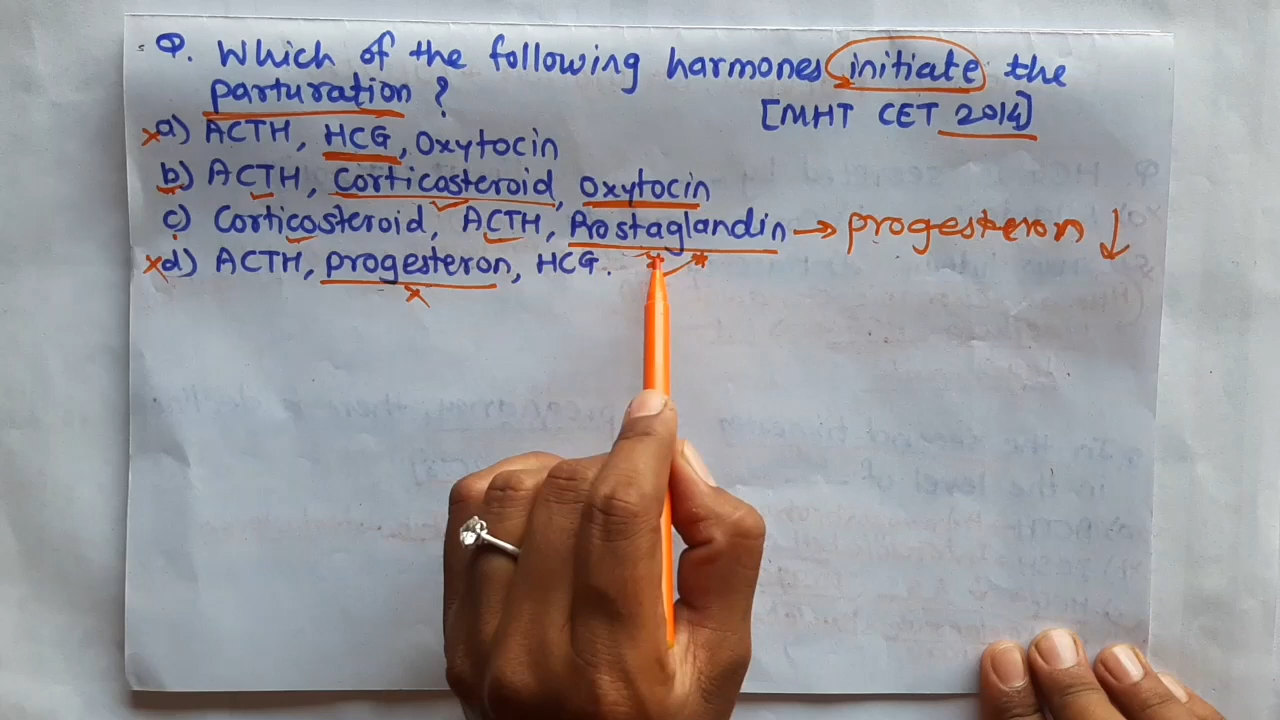 Q. Which of the following harmones initiate the
parturation ?
[MHT CET 2014]
a) ACTH, HCG, Oxytocin
b) ACTH, Corticosteroid, Oxytocin
c) Corticosteroid, ACTH, Prostaglandin → progesteron ↓
d) ACTH, progesteron, HCG.